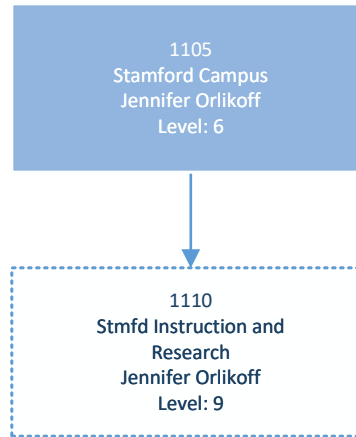 1105
Stamford Campus
Jennifer Orlikoff
Level: 6
1110
Stmfd Instruction and
Research
Jennifer Orlikoff
Level: 9